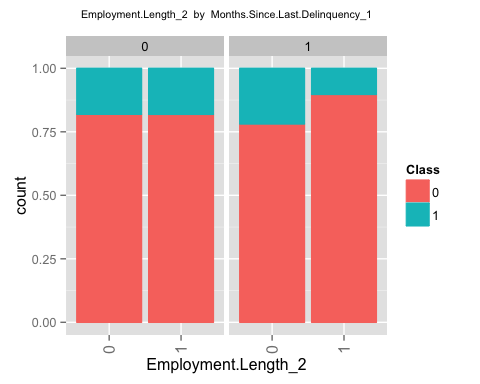 Employment.Length_2 by Months.Since.Last.Delinquency_1
0 1
1.00
0.75
0.50
0.25
0.00
count
0 1 0 1
Employment.Length_2
Class
0
1